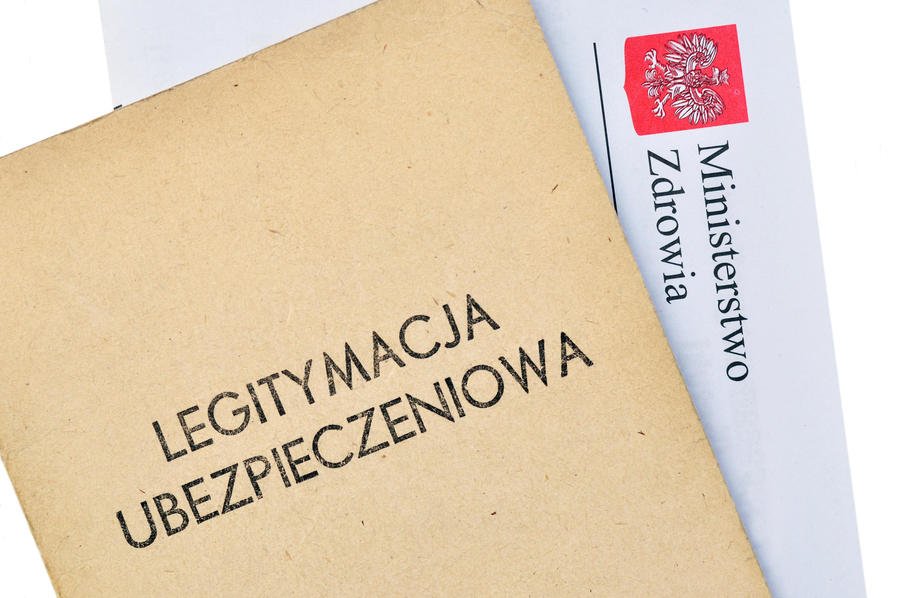 LEGITYMACJA
UBEZPIECZENIOWA
Ministerstwo
Zdrowia